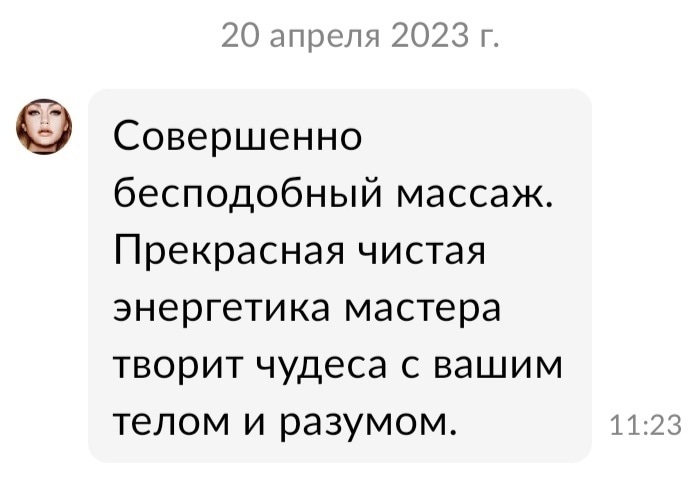 20 апреля 2023 г.
Совершенно
бесподобный массаж.
Прекрасная чистая
энергетика мастера
творит чудеса с вашим
телом и разумом.
11:23